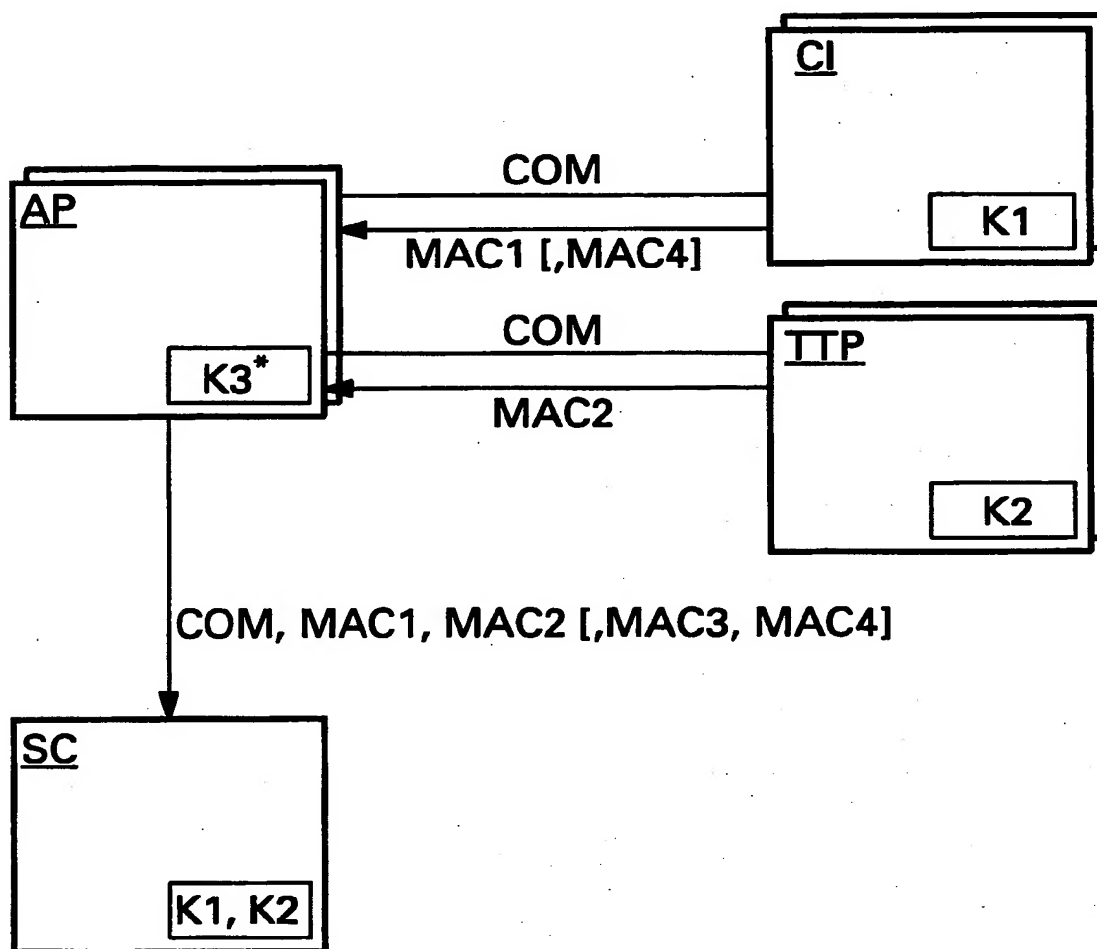 CI
COM
K1
AP
MAC1 [,MAC4]
COM
TTP
K3*
MAC2
K2
COM, MAC1, MAC2 [,MAC3, MAC4]
SC
K1, K2